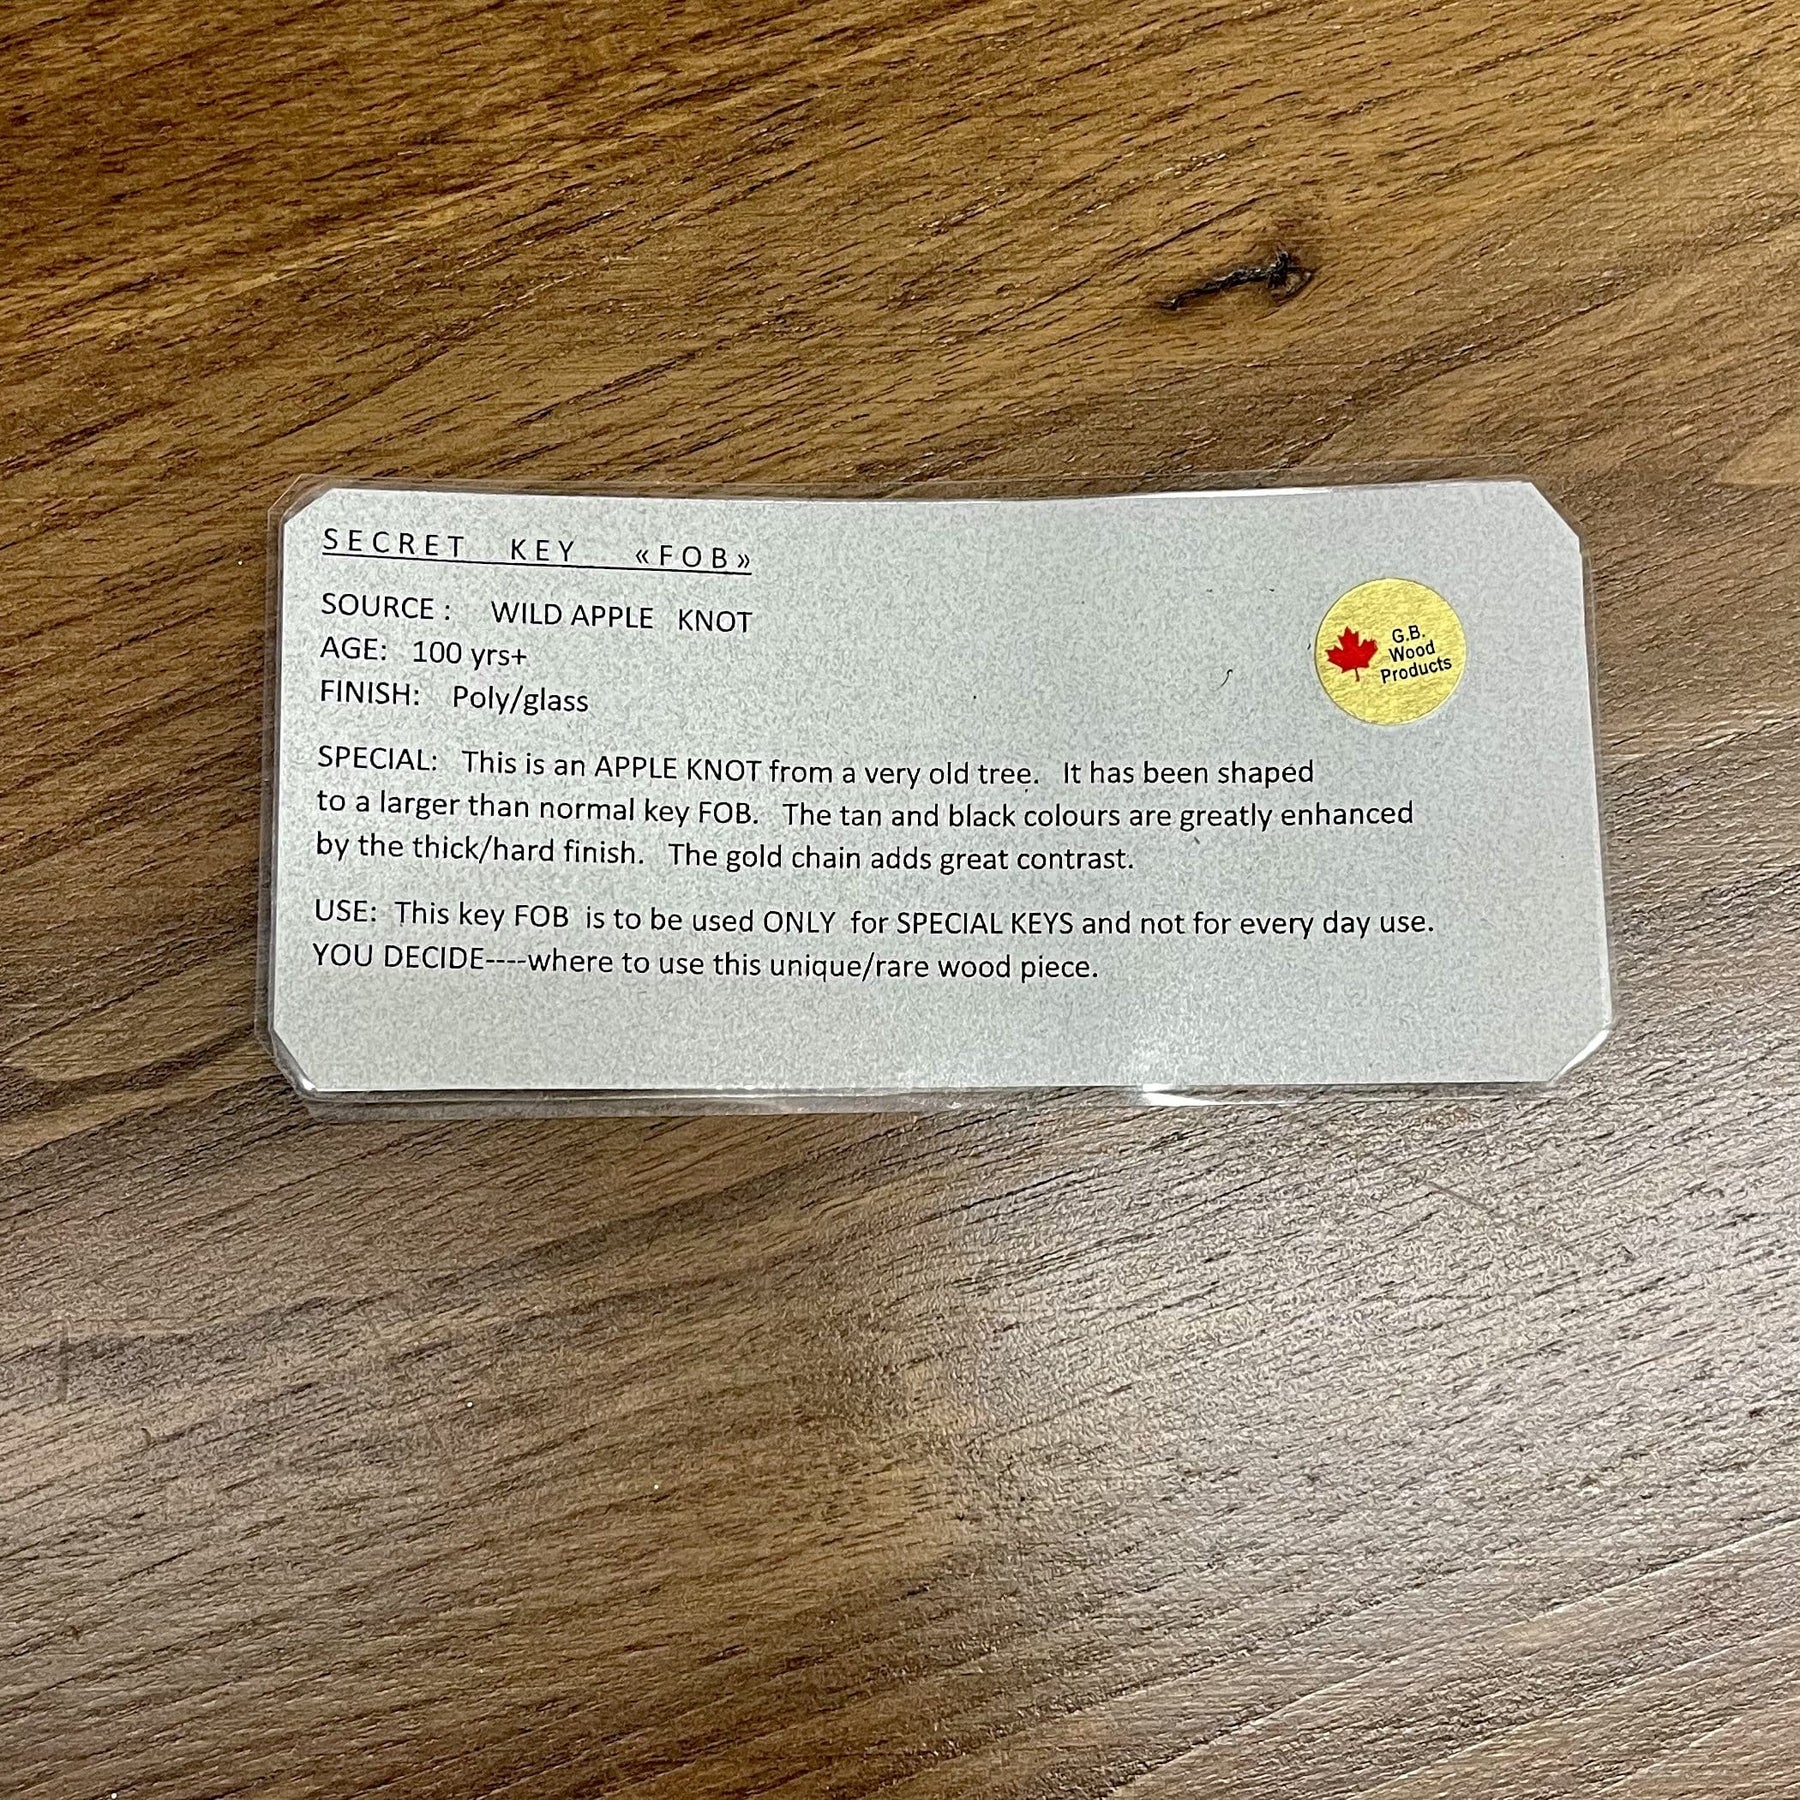 SECRET KEY «FOB»
SOURCE : WILD APPLE KNOT
AGE: 100 yrs+
FINISH: Poly/glass
G.B.
Wood
Products
SPECIAL: This is an APPLE KNOT from a very old tree. It has been shaped
to a larger than normal key FOB. The tan and black colours are greatly enhanced
by the thick/hard finish. The gold chain adds great contrast.
USE: This key FOB is to be used ONLY for SPECIAL KEYS and not for every day use.
YOU DECIDE----where to use this unique/rare wood piece.